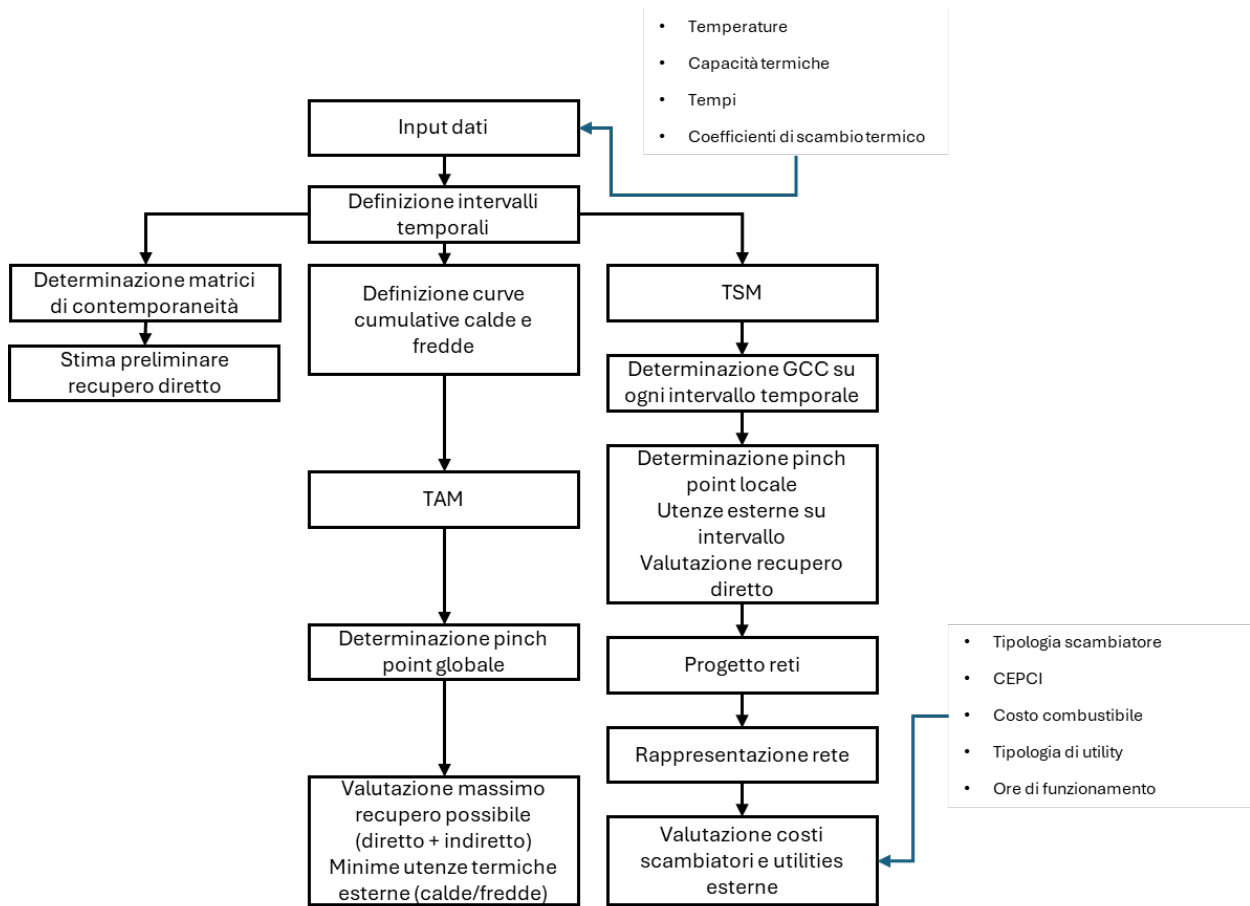 • Temperature
• Capacità termiche
• Tempi
• Coefficienti di scambio termico
Input dati
Definizione intervalli
temporali
Determinazione matrici
di contemporaneità
Stima preliminare
recupero diretto
Definizione curve
cumulative calde e
fredde
TAM
Determinazione pinch
point globale
Valutazione massimo
recupero possibile
(diretto + indiretto)
Minime utenze termiche
esterne (calde/fredde)
TSM
Determinazione GCC su
ogni intervallo temporale
Determinazione pinch
point locale
Utenze esterne su
intervallo
Valutazione recupero
diretto
Progetto reti
Rappresentazione rete
Valutazione costi
scambiatori e utilities
esterne
• Tipologia scambiatore
• CEPCI
• Costo combustibile
• Tipologia di utility
• Ore di funzionamento